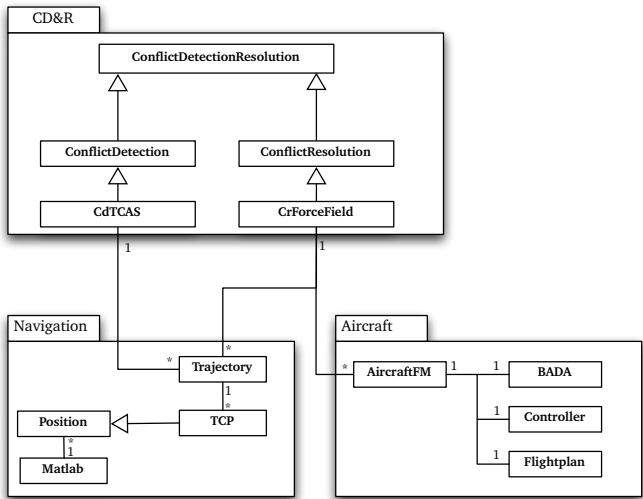 CD&R
ConflictDetectionResolution
ConflictDetection
ConflictResolution
CdTCAS
CrForceField
1
1
Navigation
Aircraft
*
*
Trajectory
*
AircraftFM
1
1
BADA
1
*
Position
TCP
1
Controller
*
1
Matlab
1
Flightplan